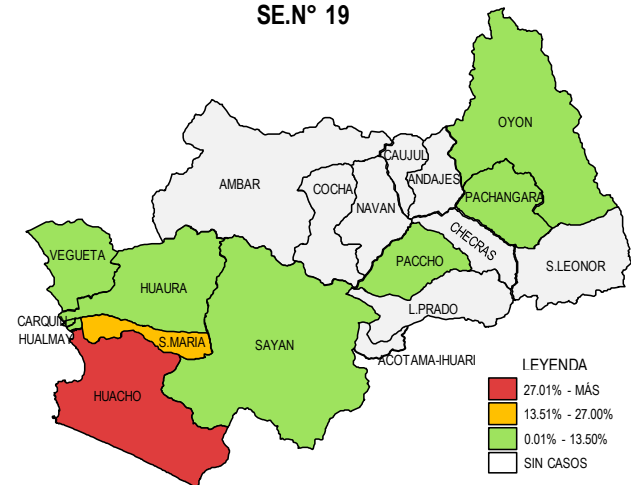 SE.N° 19
OYON
CAUJUL
ANDAJES
AMBAR
COCHA
NAVAN
PACHANGARA
CHECRAS
VEGUETA
PACCHO
S.LEONOR
HUAURA
L.PRADO
CARQUIN
HUALMAY
S.MARIA
SAYAN
ACOTAMA-IHUARI
HUACHO
LEYENDA
27.01% - MÁS
13.51% - 27.00%
0.01% - 13.50%
SIN CASOS